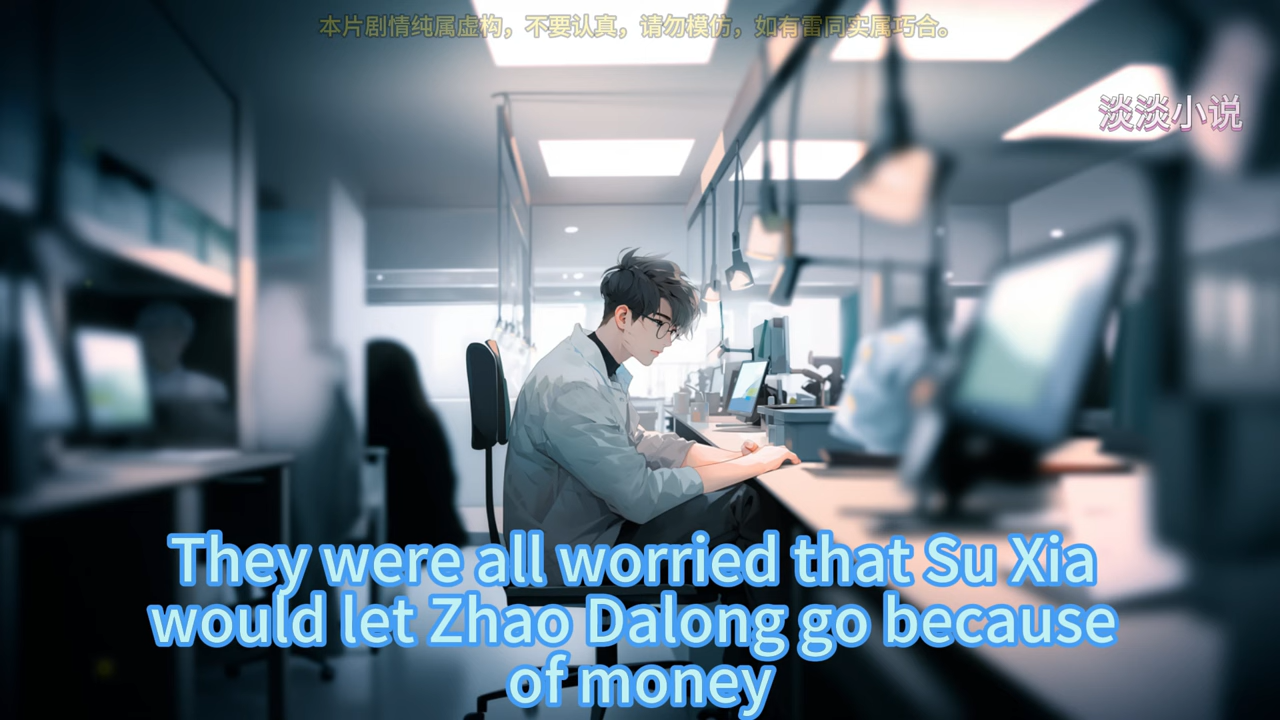 本片剧情纯属虚构，不要认真，请勿模仿，如有雷同实属巧合。
淡淡小说
They were all worried that Su Xia
would let Zhao Dalong go because
of money